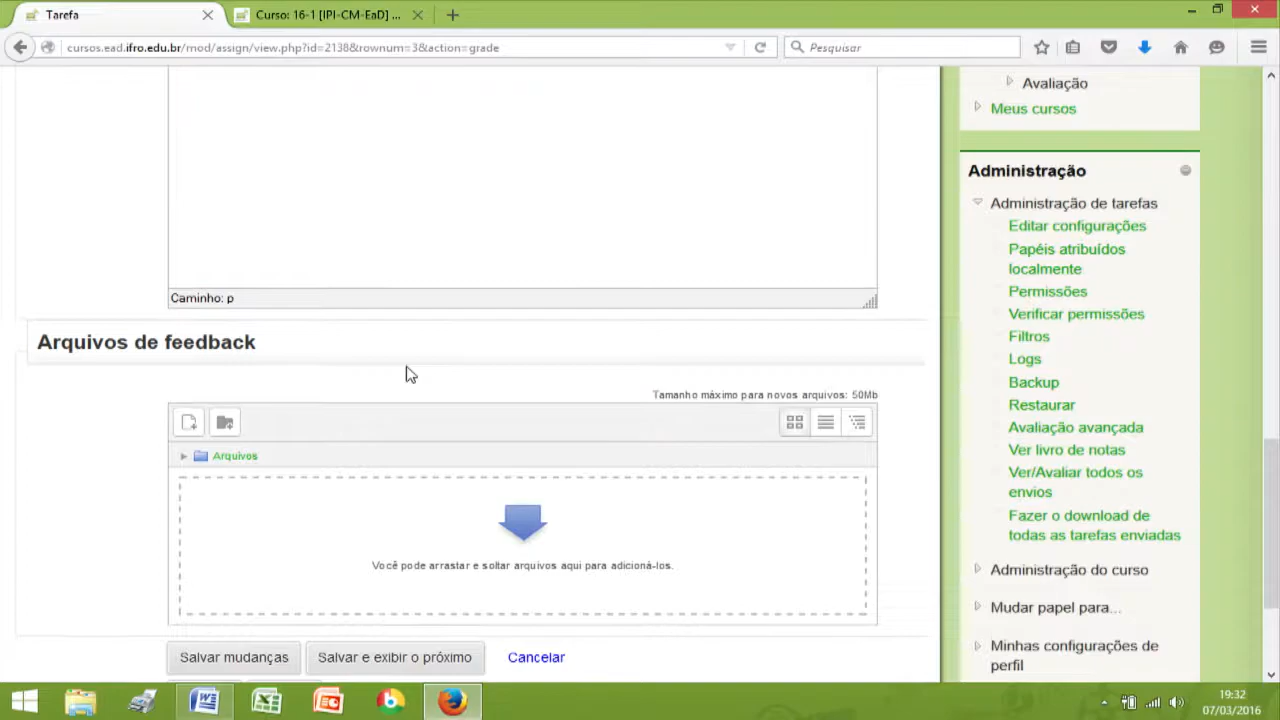 Tarefa
Curso: 16-1 [IPI-CM-EaD] ...
cursos.ead.ifro.edu.br/mod/assign/view.php?id=2138&rownum=3&action=grade
Pesquisar
Caminho: p
Arquivos de feedback
Tamanho máximo para novos arquivos: 50Mb
Arquivos
Você pode arrastar e soltar arquivos aqui para adicioná-los.
Salvar mudanças
Salvar e exibir o próximo
Cancelar
Avaliação
Meus cursos
Administração
Administração de tarefas
Editar configurações
Papéis atribuídos
localmente
Permissões
Verificar permissões
Filtros
Logs
Backup
Restaurar
Avaliação avançada
Ver livro de notas
Ver/Avaliar todos os
envios
Fazer o download de
todas as tarefas enviadas
Administração do curso
Mudar papel para...
Minhas configurações de
perfil
19:32
07/03/2016